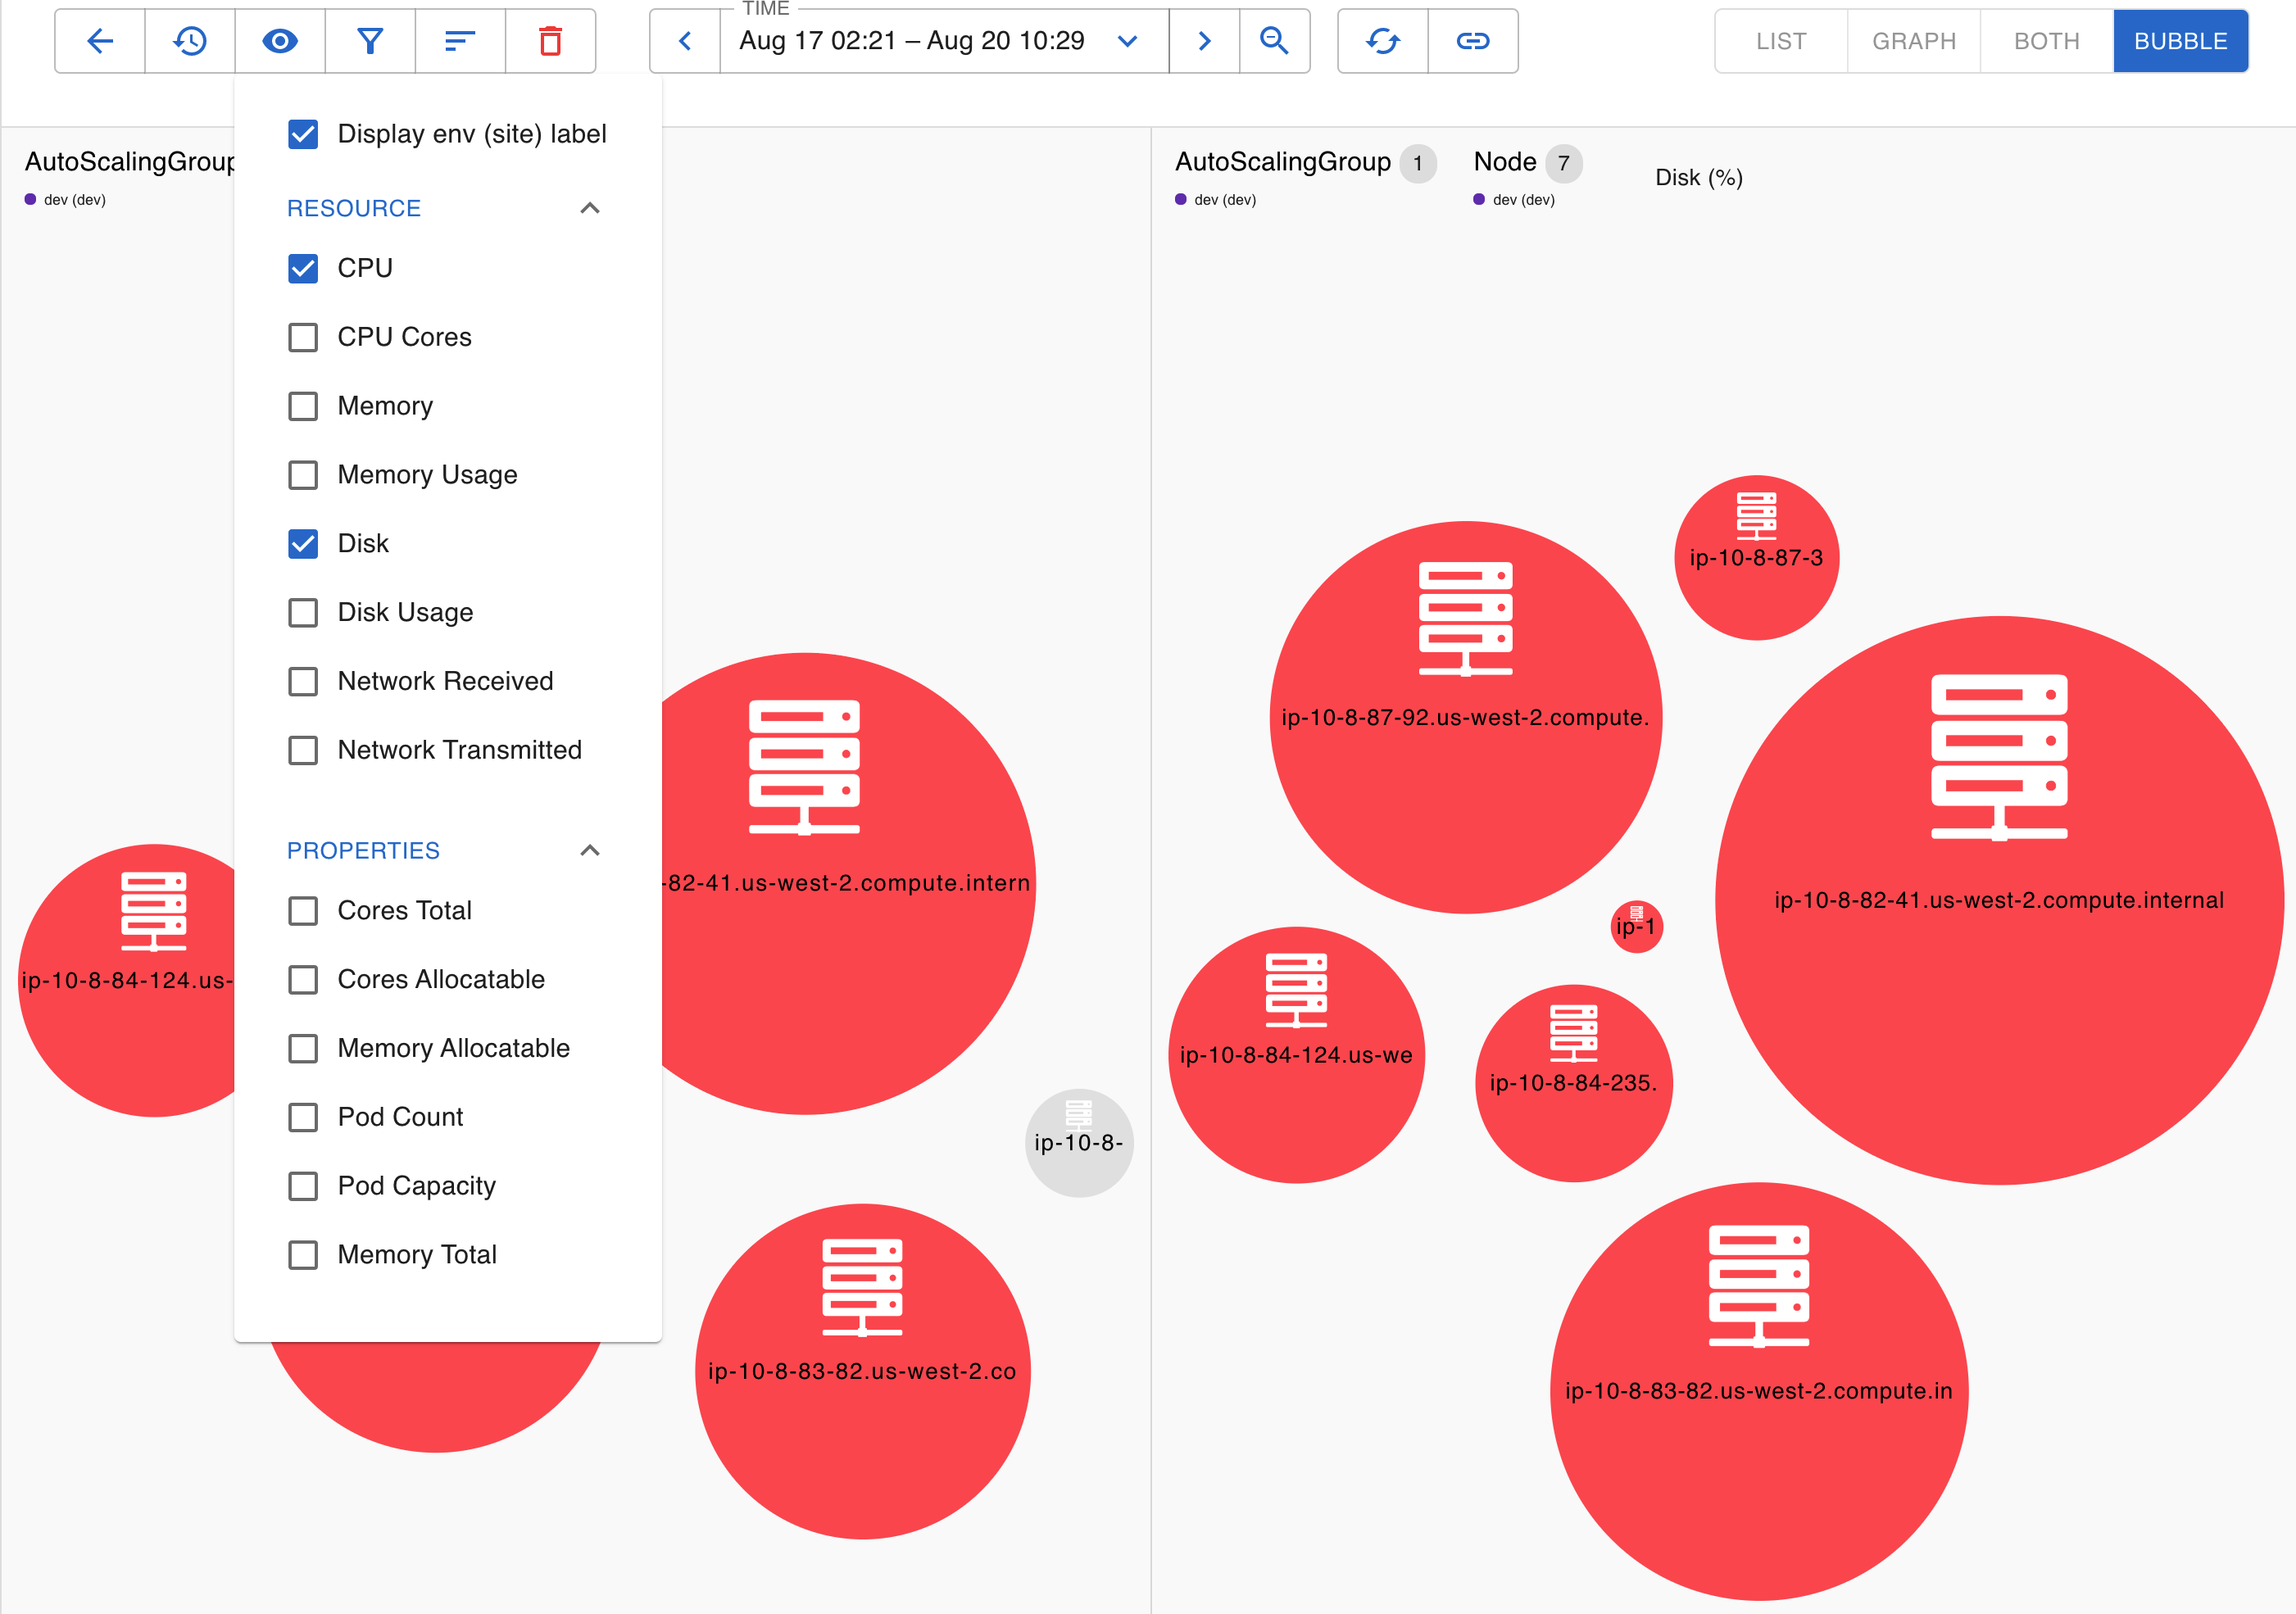 TIME
Aug 17 02:21 – Aug 20 10:29
LIST
GRAPH
BOTH
BUBBLE
AutoScalingGroup
dev (dev)
Display env (site) label
RESOURCE
CPU
CPU Cores
Memory
Memory Usage
Disk
Disk Usage
Network Received
Network Transmitted
PROPERTIES
Cores Total
Cores Allocatable
Memory Allocatable
Pod Count
Pod Capacity
Memory Total
ip-10-8-84-124.us-
-82-41.us-west-2.compute.intern
ip-10-8-
ip-10-8-83-82.us-west-2.co
AutoScalingGroup 1
dev (dev)
Node 7
dev (dev)
Disk (%)
ip-10-8-87-3
ip-10-8-87-92.us-west-2.compute.
ip-10-8-82-41.us-west-2.compute.internal
ip-1
ip-10-8-84-124.us-we
ip-10-8-84-235.
ip-10-8-83-82.us-west-2.compute.in